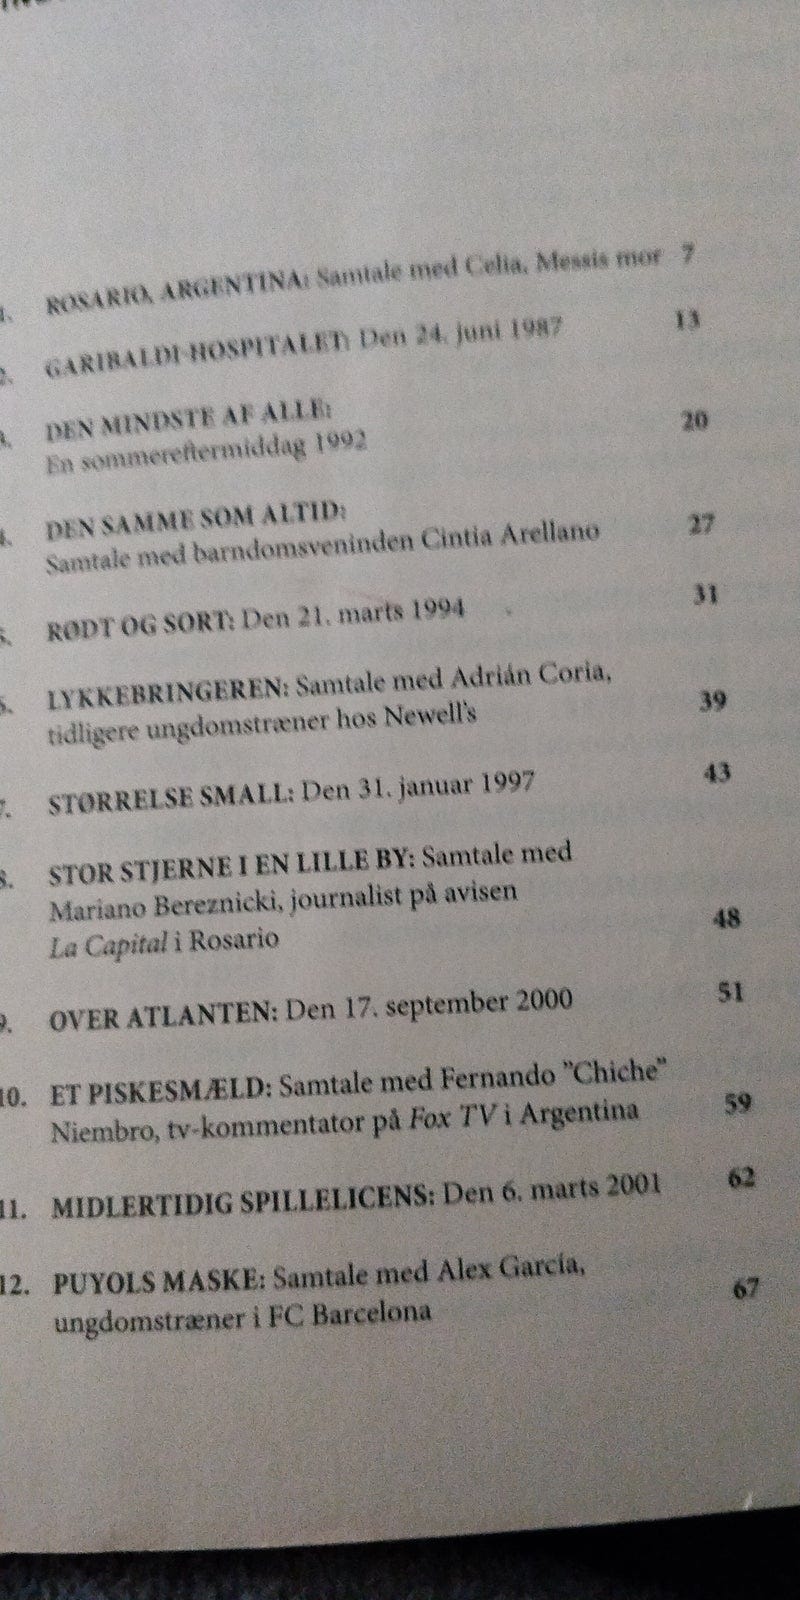 1. ROSARIO, ARGENTINA: Samtale med Celia, Messis mor 7
2. GARIBALDI-HOSPITALET: Den 24. juni 1987 13
3. DEN MINDSTE AF ALLE:
En sommereftermiddag 1992 20
4. DEN SAMME SOM ALTID:
Samtale med barndomsveninden Cintia Arellano 27
5. RØDT OG SORT: Den 21. marts 1994 31
6. LYKKEBRINGEREN: Samtale med Adrián Coria,
tidligere ungdomstræner hos Newell's 39
7. STØRRELSE SMALL: Den 31. januar 1997 43
8. STOR STJERNE I EN LILLE BY: Samtale med
Mariano Bereznicki, journalist på avisen
La Capital i Rosario 48
9. OVER ATLANTEN: Den 17. september 2000 51
10. ET PISKESMÆLD: Samtale med Fernando ”Chiche”
Niembro, tv-kommentator på Fox TV i Argentina 59
11. MIDLERTIDIG SPILLELICENS: Den 6. marts 2001 62
12. PUYOLS MASKE: Samtale med Alex García,
ungdomstræner i FC Barcelona 67